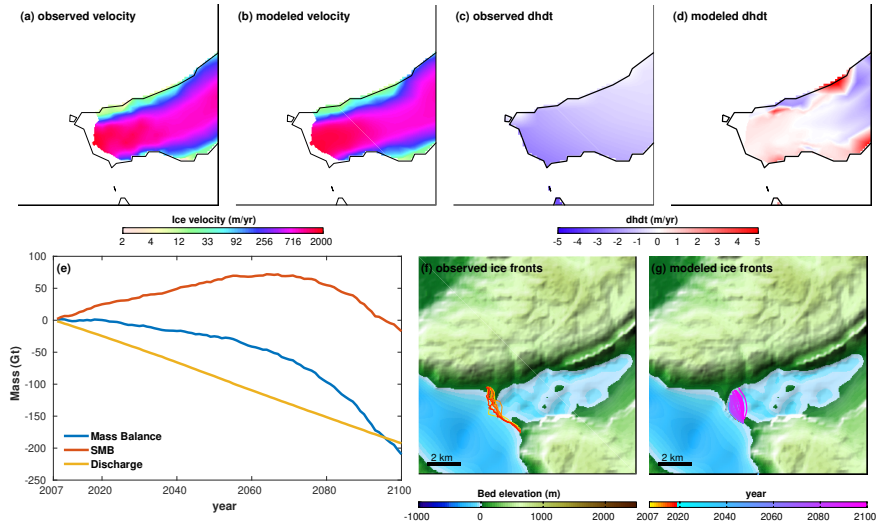 (a) observed velocity
(b) modeled velocity
(c) observed dhdt
(d) modeled dhdt
Ice velocity (m/yr)
2 4 12 33 92 256 716 2000
dhdt (m/yr)
-5 -4 -3 -2 -1 0 1 2 3 4 5
(e)
Mass (Gt)
100
50
0
-50
-100
-150
-200
-250
Mass Balance
SMB
Discharge
2007 2020 2040 2060 2080 2100
year
(f) observed ice fronts
2 km
(g) modeled ice fronts
2 km
Bed elevation (m)
-1000 0 1000 2000
year
2007 2020 2040 2060 2080 2100